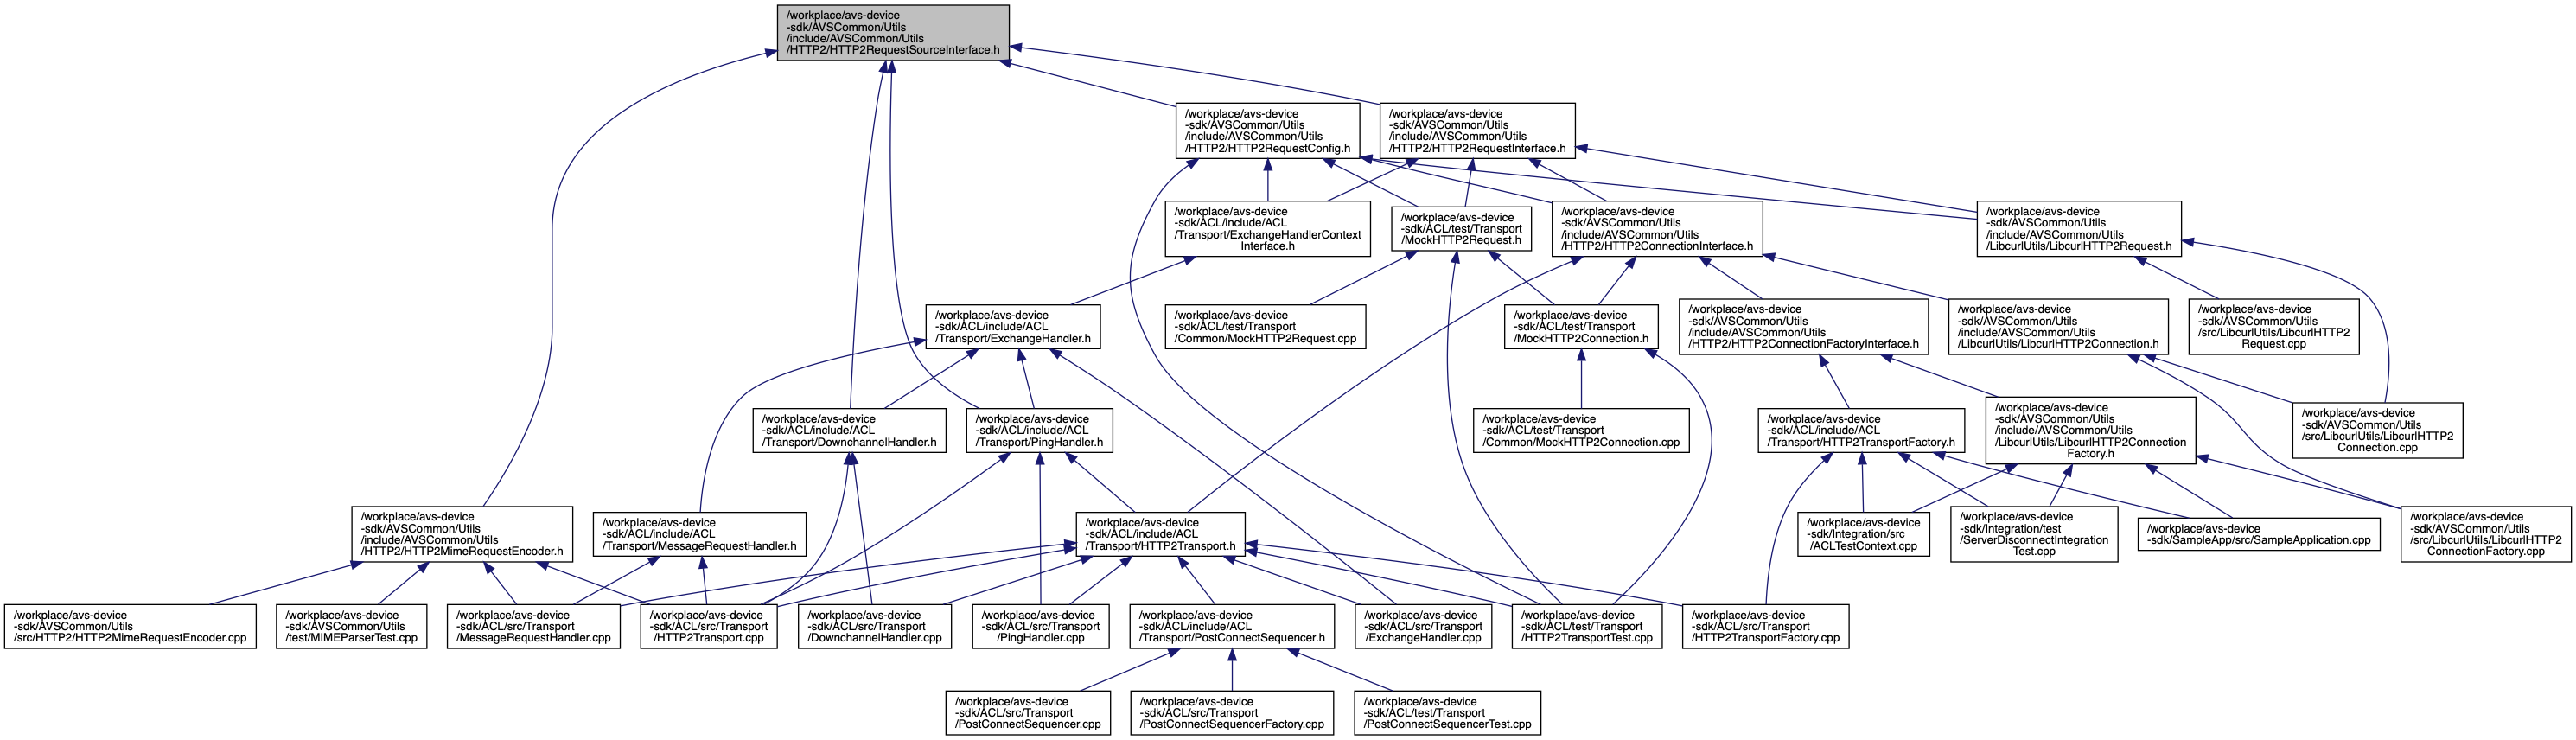 /workplace/avs-device
-sdk/AVSCommon/Utils
/include/AVSCommon/Utils
/HTTP2/HTTP2RequestSourceInterface.h
/workplace/avs-device
-sdk/AVSCommon/Utils
/include/AVSCommon/Utils
/HTTP2/HTTP2RequestConfig.h
/workplace/avs-device
-sdk/AVSCommon/Utils
/include/AVSCommon/Utils
/HTTP2/HTTP2RequestInterface.h
/workplace/avs-device
-sdk/ACL/include/ACL
/Transport/ExchangeHandlerContext
Interface.h
/workplace/avs-device
-sdk/ACL/test/Transport
/MockHTTP2Request.h
/workplace/avs-device
-sdk/AVSCommon/Utils
/include/AVSCommon/Utils
/HTTP2/HTTP2ConnectionInterface.h
/workplace/avs-device
-sdk/AVSCommon/Utils
/include/AVSCommon/Utils
/LibcurlUtils/LibcurlHTTP2Request.h
/workplace/avs-device
-sdk/ACL/include/ACL
/Transport/ExchangeHandler.h
/workplace/avs-device
-sdk/ACL/test/Transport
/Common/MockHTTP2Request.cpp
/workplace/avs-device
-sdk/ACL/test/Transport
/MockHTTP2Connection.h
/workplace/avs-device
-sdk/AVSCommon/Utils
/include/AVSCommon/Utils
/HTTP2/HTTP2ConnectionFactoryInterface.h
/workplace/avs-device
-sdk/AVSCommon/Utils
/include/AVSCommon/Utils
/LibcurlUtils/LibcurlHTTP2Connection.h
/workplace/avs-device
-sdk/AVSCommon/Utils
/src/LibcurlUtils/LibcurlHTTP2
Request.cpp
/workplace/avs-device
-sdk/ACL/include/ACL
/Transport/DownchannelHandler.h
/workplace/avs-device
-sdk/ACL/include/ACL
/Transport/PingHandler.h
/workplace/avs-device
-sdk/ACL/test/Transport
/Common/MockHTTP2Connection.cpp
/workplace/avs-device
-sdk/ACL/include/ACL
/Transport/HTTP2TransportFactory.h
/workplace/avs-device
-sdk/AVSCommon/Utils
/include/AVSCommon/Utils
/LibcurlUtils/LibcurlHTTP2Connection
Factory.h
/workplace/avs-device
-sdk/AVSCommon/Utils
/src/LibcurlUtils/LibcurlHTTP2
Connection.cpp
/workplace/avs-device
-sdk/AVSCommon/Utils
/include/AVSCommon/Utils
/HTTP2/HTTP2MimeRequestEncoder.h
/workplace/avs-device
-sdk/ACL/include/ACL
/Transport/MessageRequestHandler.h
/workplace/avs-device
-sdk/ACL/include/ACL
/Transport/HTTP2Transport.h
/workplace/avs-device
-sdk/Integration/src
/ACLTestContext.cpp
/workplace/avs-device
-sdk/Integration/test
/ServerDisconnectIntegration
Test.cpp
/workplace/avs-device
-sdk/SampleApp/src/SampleApplication.cpp
/workplace/avs-device
-sdk/AVSCommon/Utils
/src/LibcurlUtils/LibcurlHTTP2
ConnectionFactory.cpp
/workplace/avs-device
-sdk/AVSCommon/Utils
/src/HTTP2/HTTP2MimeRequestEncoder.cpp
/workplace/avs-device
-sdk/AVSCommon/Utils
/test/MIMEParserTest.cpp
/workplace/avs-device
-sdk/ACL/src/Transport
/MessageRequestHandler.cpp
/workplace/avs-device
-sdk/ACL/src/Transport
/HTTP2Transport.cpp
/workplace/avs-device
-sdk/ACL/src/Transport
/DownchannelHandler.cpp
/workplace/avs-device
-sdk/ACL/src/Transport
/PingHandler.cpp
/workplace/avs-device
-sdk/ACL/include/ACL
/Transport/PostConnectSequencer.h
/workplace/avs-device
-sdk/ACL/src/Transport
/ExchangeHandler.cpp
/workplace/avs-device
-sdk/ACL/test/Transport
/HTTP2TransportTest.cpp
/workplace/avs-device
-sdk/ACL/src/Transport
/HTTP2TransportFactory.cpp
/workplace/avs-device
-sdk/ACL/src/Transport
/PostConnectSequencer.cpp
/workplace/avs-device
-sdk/ACL/src/Transport
/PostConnectSequencerFactory.cpp
/workplace/avs-device
-sdk/ACL/test/Transport
/PostConnectSequencerTest.cpp